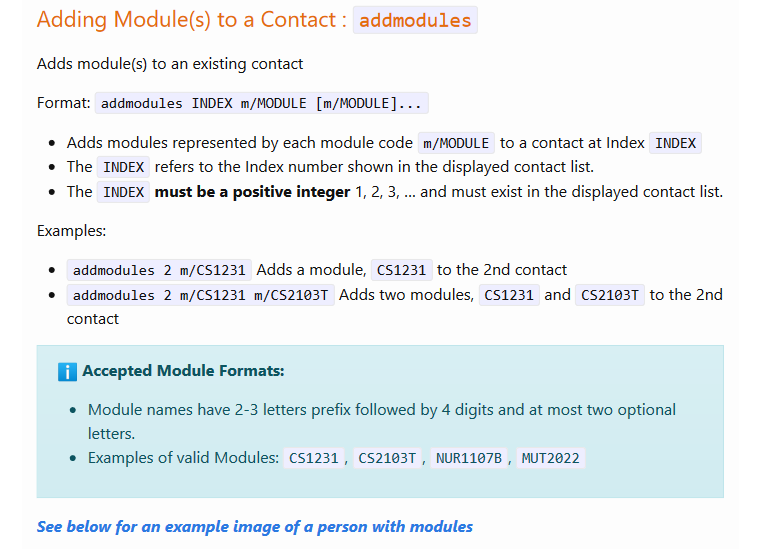 Adding Module(s) to a Contact : addmodules
Adds module(s) to an existing contact
Format: addmodules INDEX m/MODULE [m/MODULE]...
• Adds modules represented by each module code m/MODULE to a contact at Index INDEX
• The INDEX refers to the Index number shown in the displayed contact list.
• The INDEX must be a positive integer 1, 2, 3, … and must exist in the displayed contact list.
Examples:
• addmodules 2 m/CS1231 Adds a module, CS1231 to the 2nd contact
• addmodules 2 m/CS1231 m/CS2103T Adds two modules, CS1231 and CS2103T to the 2nd
contact
ℹ️ Accepted Module Formats:
• Module names have 2-3 letters prefix followed by 4 digits and at most two optional
letters.
• Examples of valid Modules: CS1231 , CS2103T , NUR1107B , MUT2022
See below for an example image of a person with modules